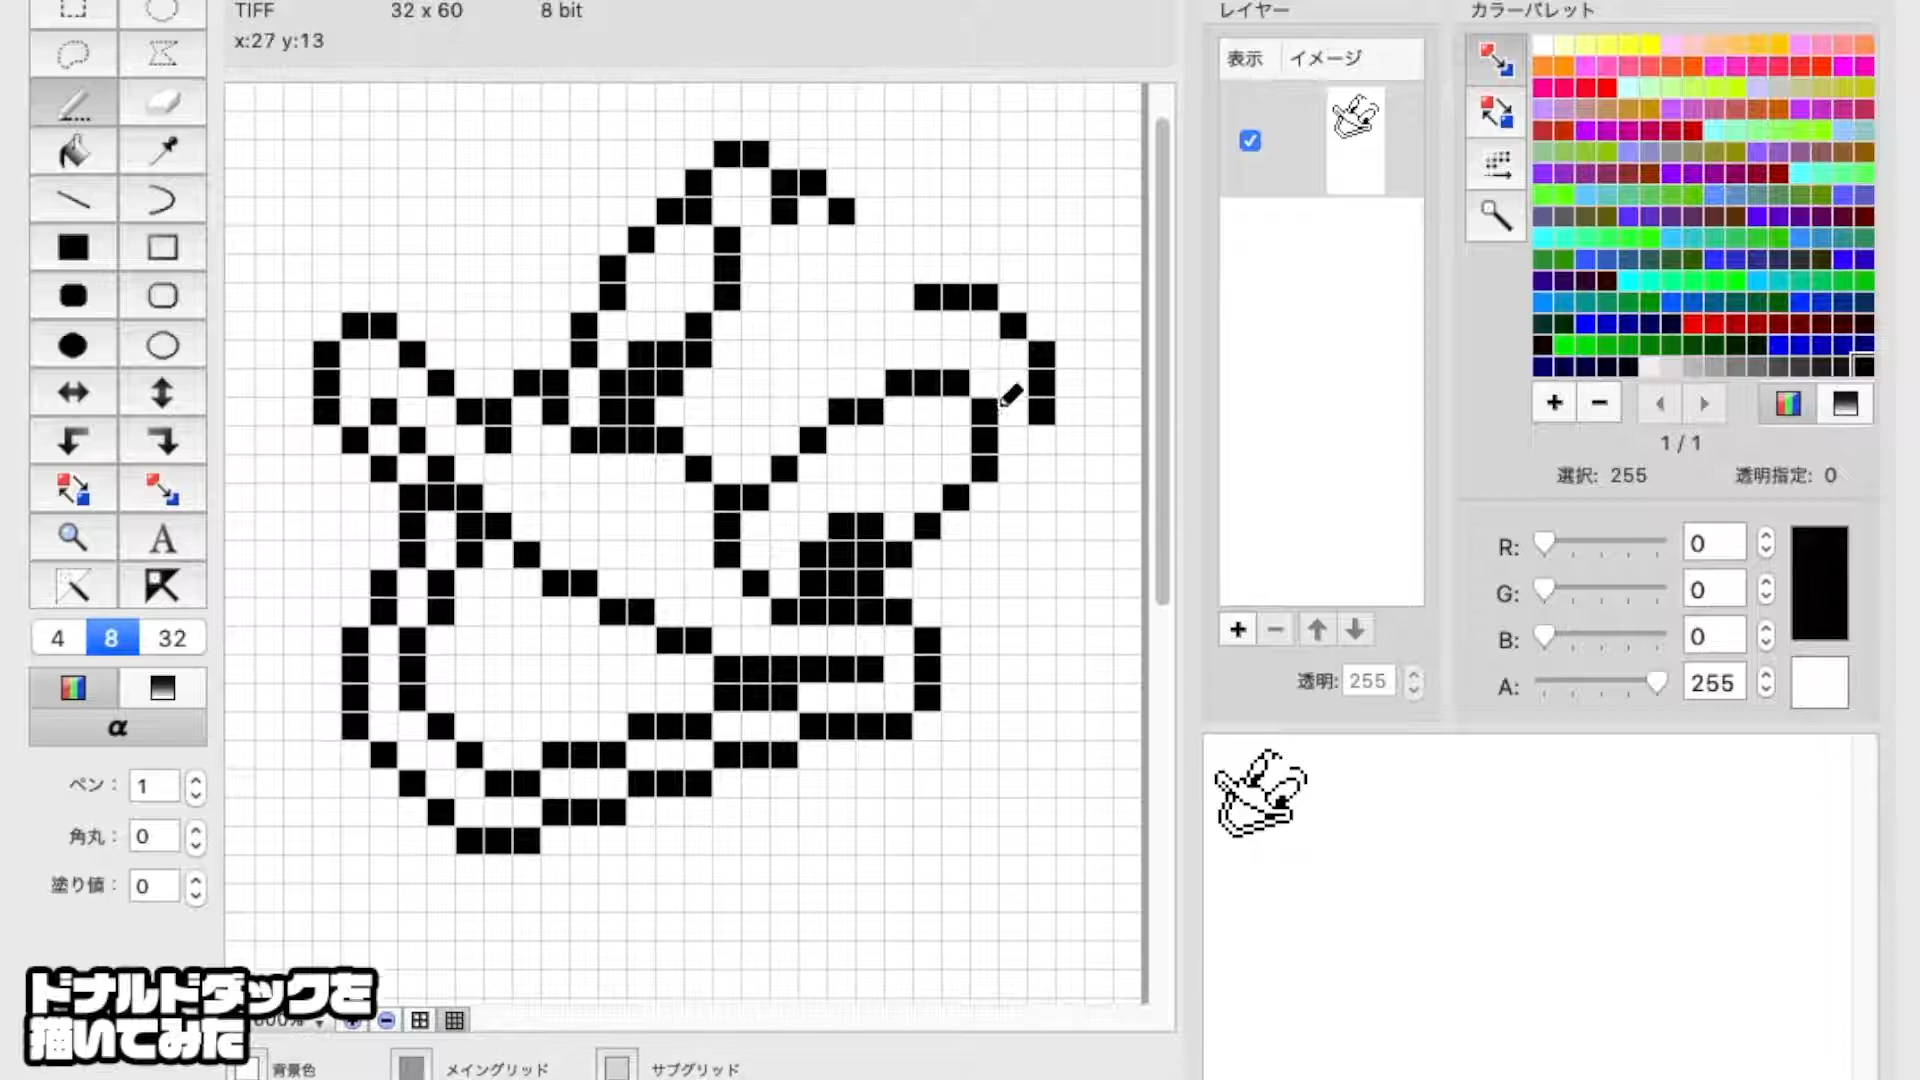 TIFF 32 x 60 8 bit
x:27 y:13
レイヤー
表示 イメージ
カラーパレット
1 / 1
選択: 255 透明指定: 0
R: 0
G: 0
B: 0
A: 255
透明: 255
A
4 8 32
α
ペン: 1
角丸: 0
塗り値: 0
ドナルドダックを
描いてみた
背景色 メイングリッド サブグリッド